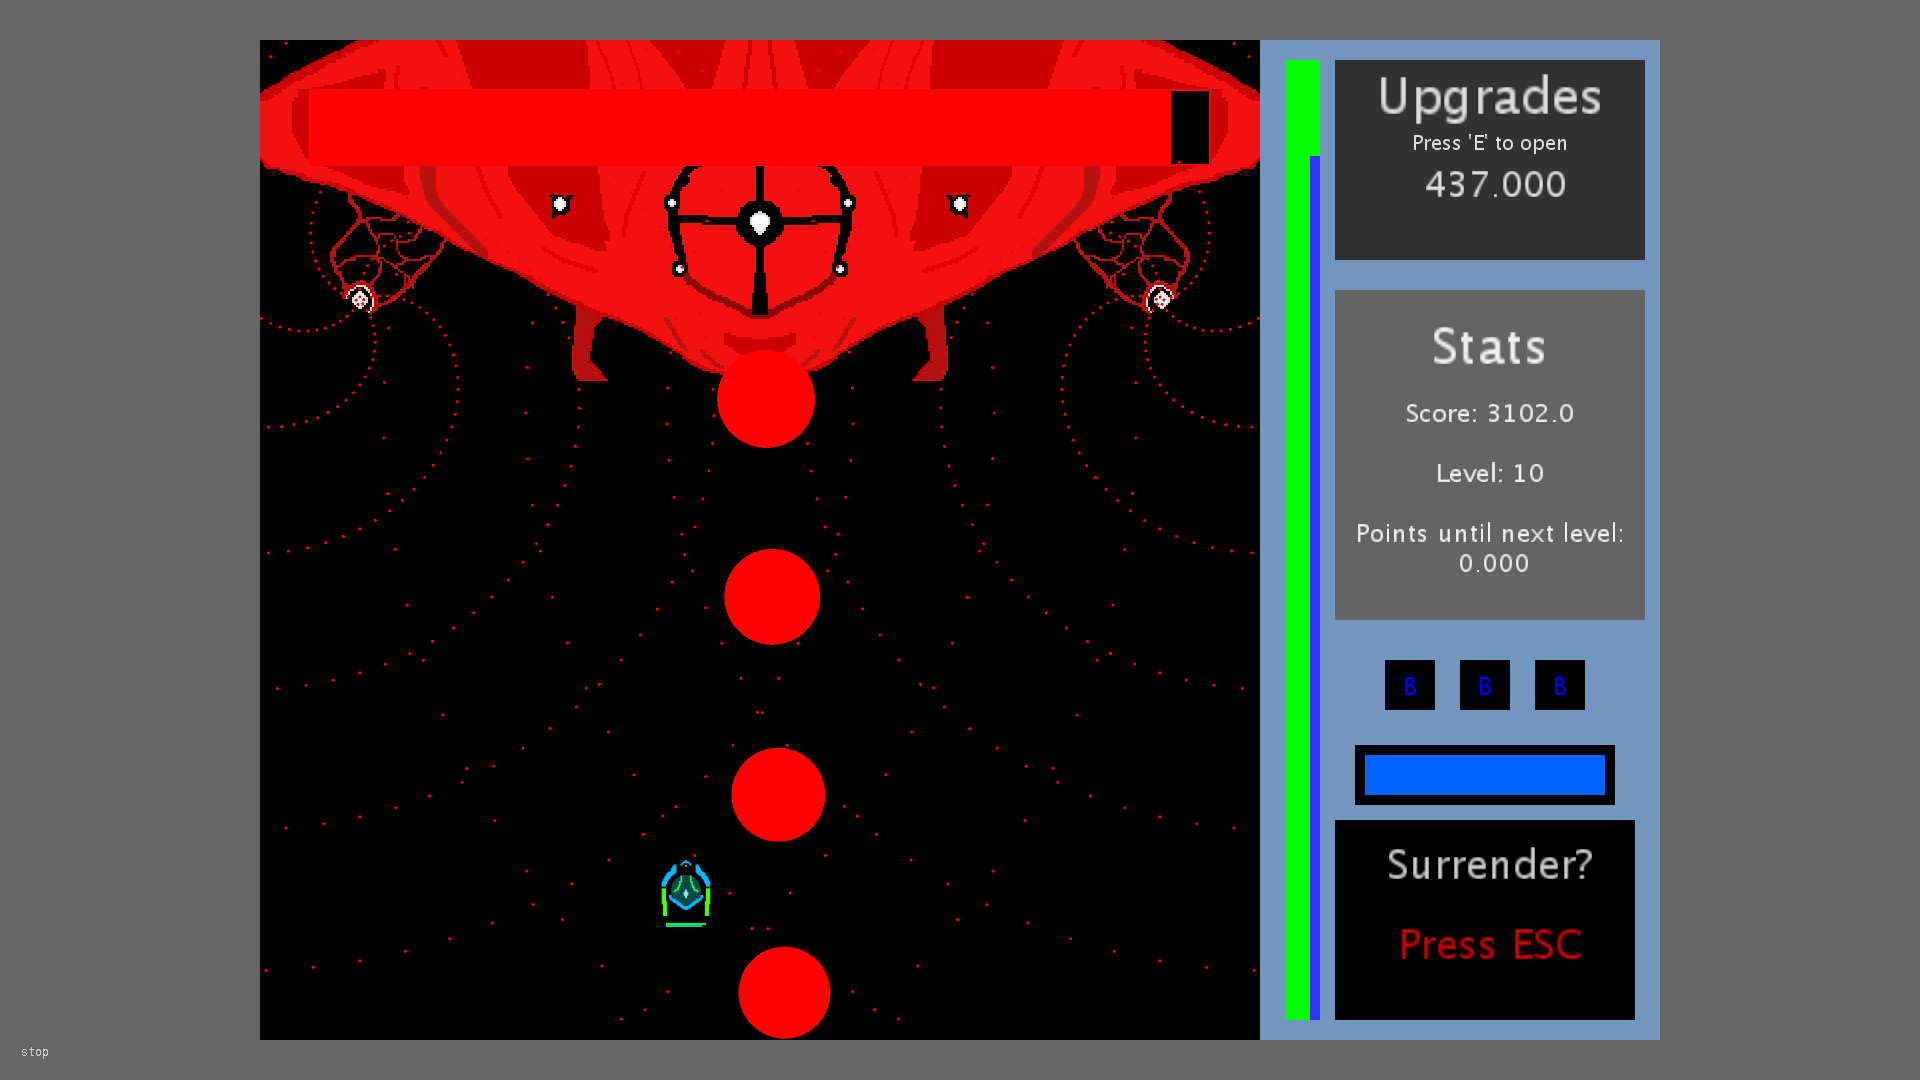 Upgrades
Press 'E' to open
437.000
Stats
Score: 3102.0
Level: 10
Points until next level:
0.000
B B B
Surrender?
Press ESC
stop